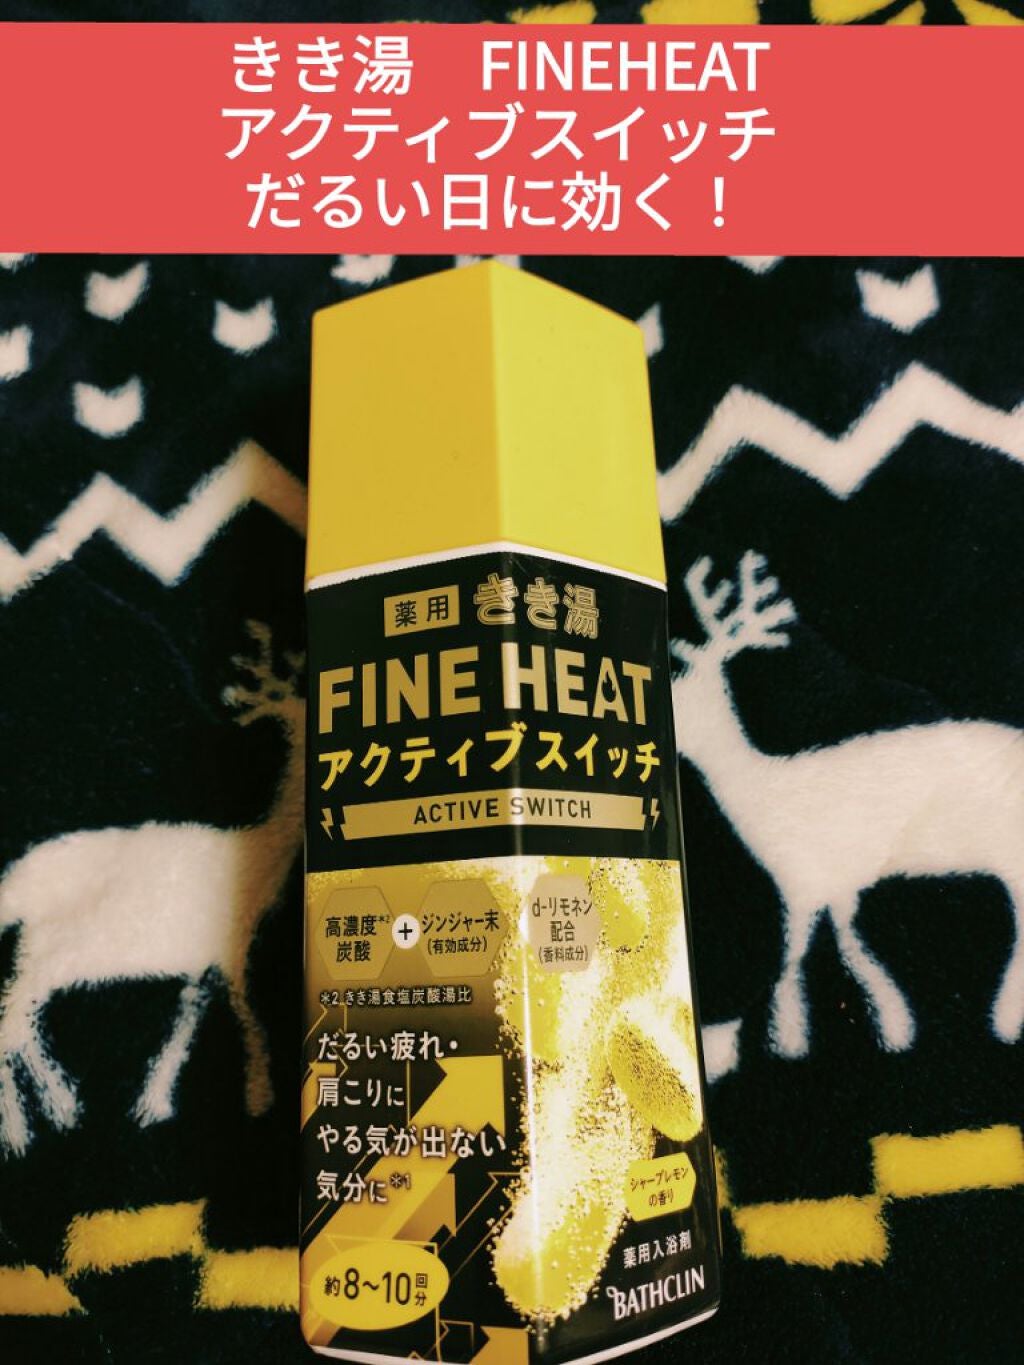 きき湯　FINEHEAT
アクティブスイッチ
だるい日に効く！
薬用 きき湯
FINE HEAT
アクティブスイッチ
ACTIVE SWITCH
高濃度*2
炭酸
+
ジンジャー末
(有効成分)
d-リモネン
配合
(香料成分)
*2 きき湯食塩炭酸湯比
だるい疲れ・
肩こりに
やる気が出ない
気分に*1
シャープレモン
の香り
約8～10回分
薬用入浴剤
BATHCLIN